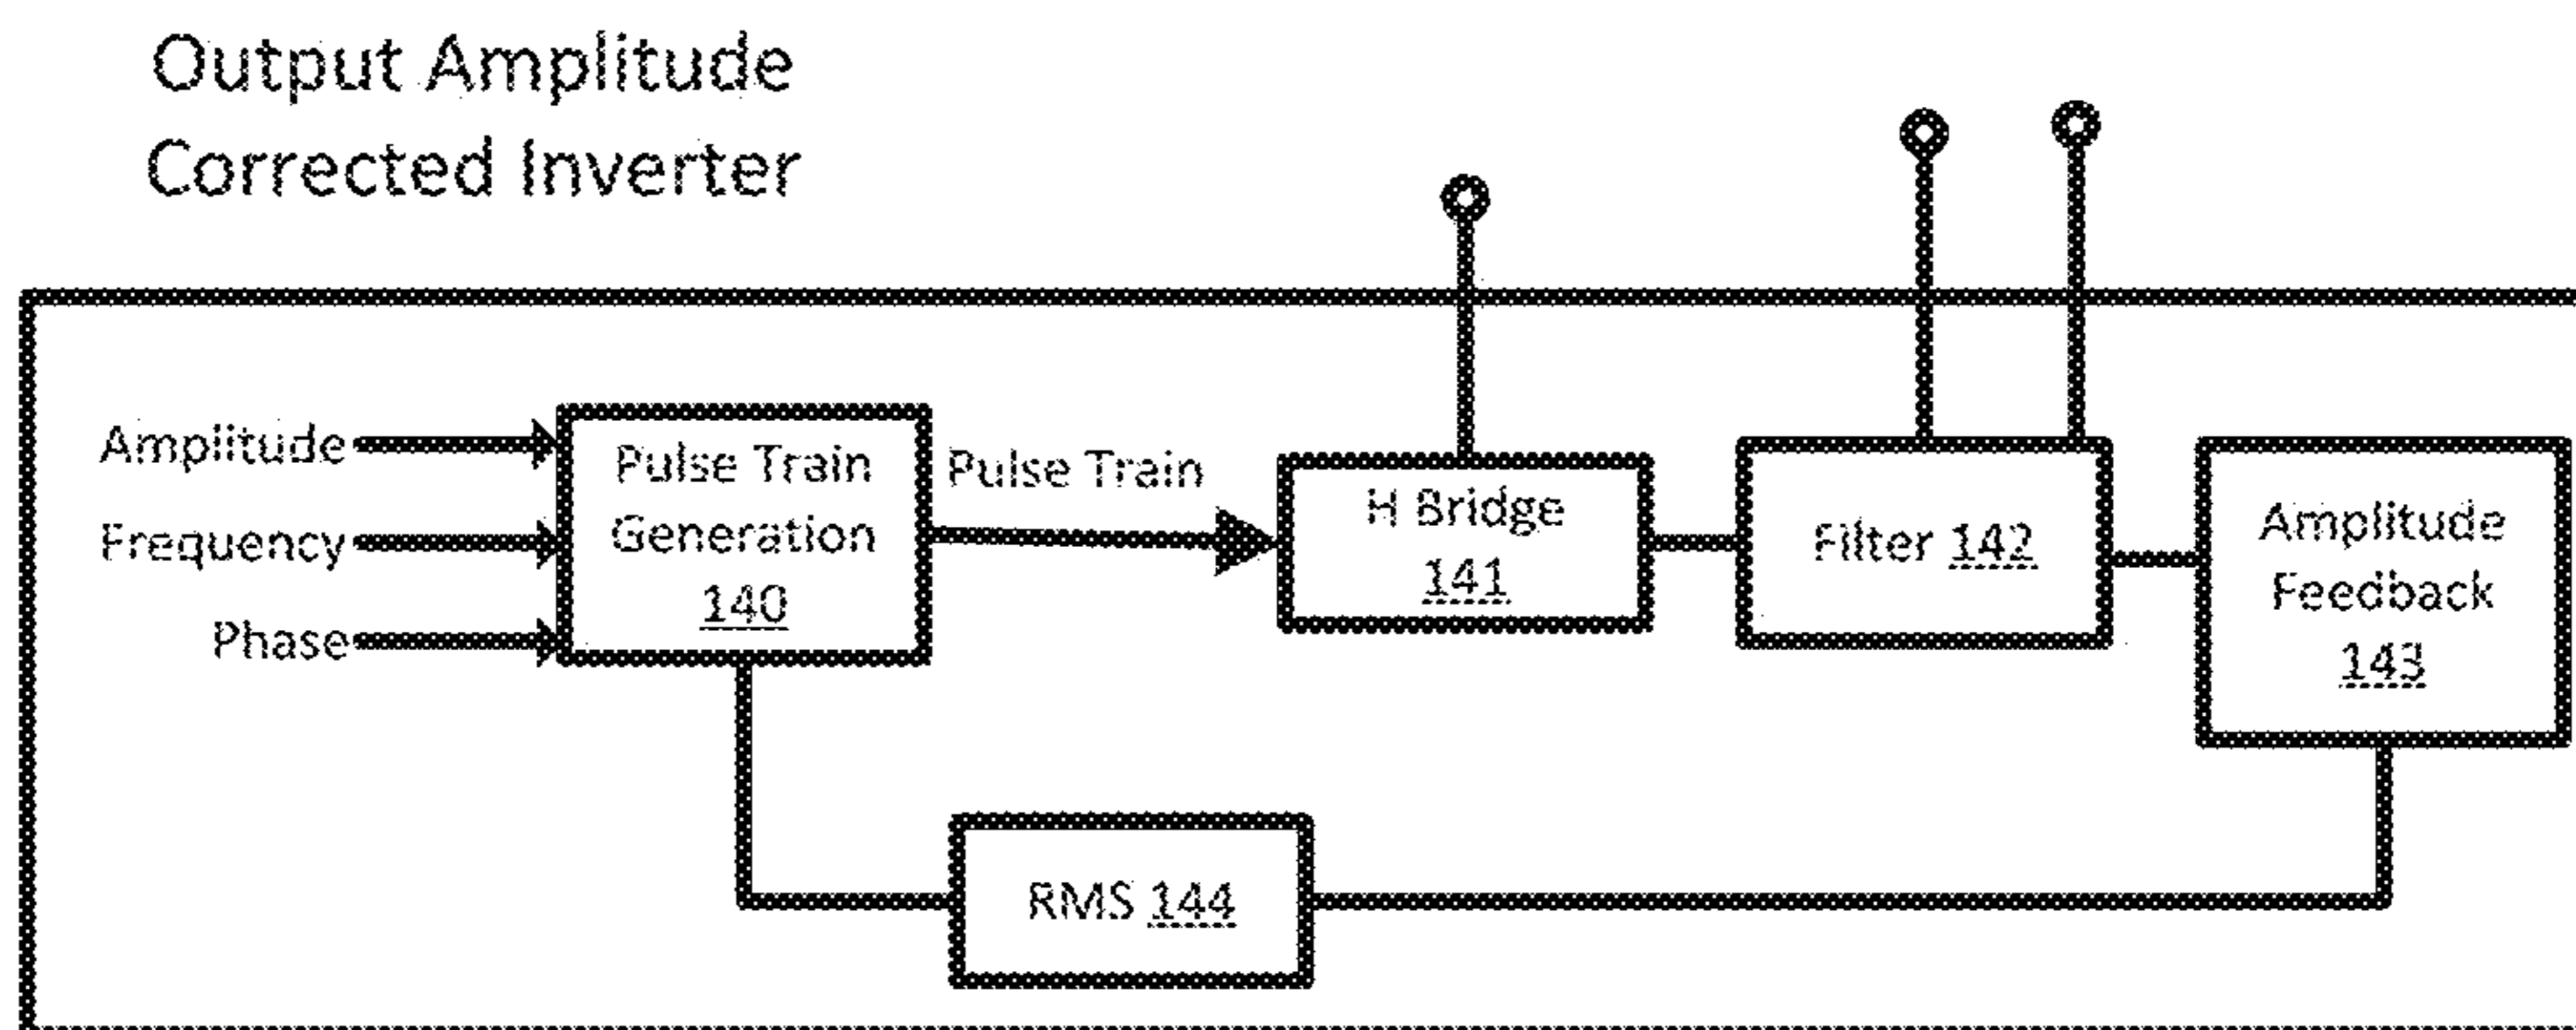 Output Amplitude
Corrected Inverter
Amplitude
Frequency
Phase
Pulse Train
Generation
140
Pulse Train
H Bridge
141
Filter 142
Amplitude
Feedback
143
RMS 144